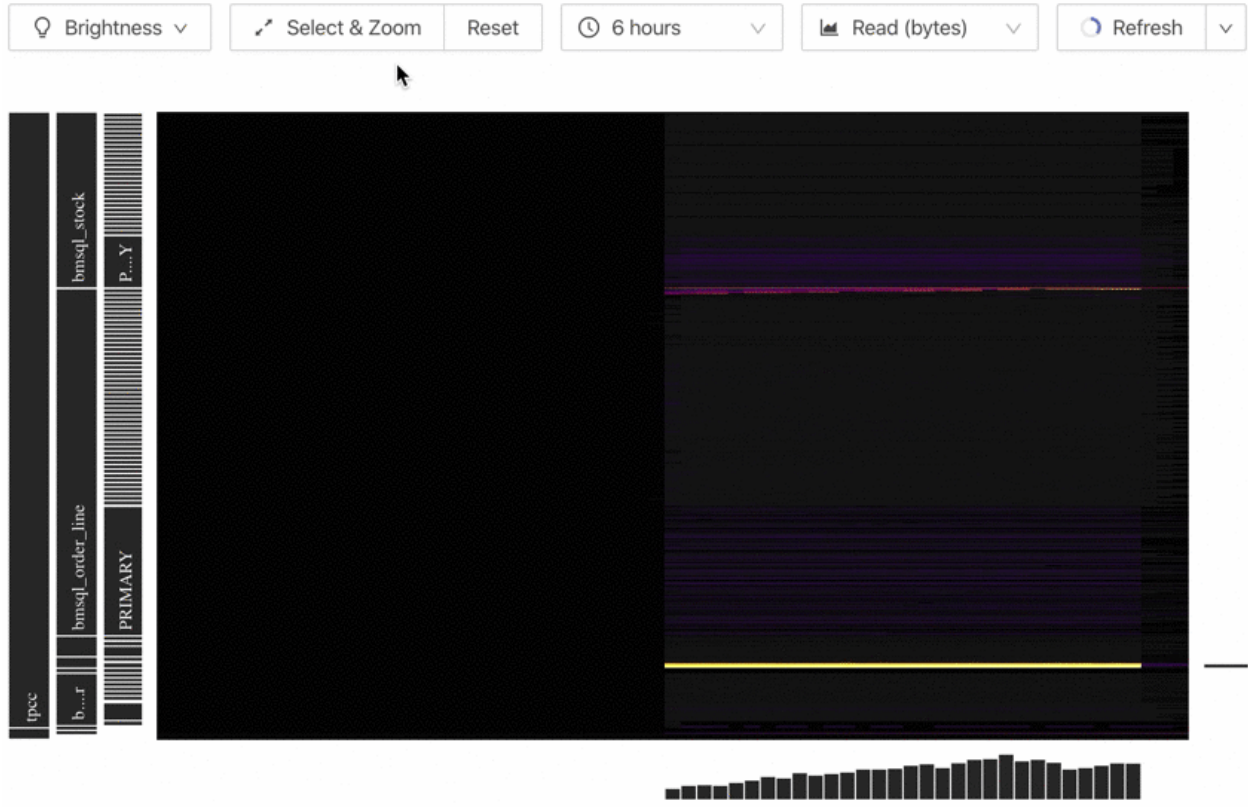 Brightness Select & Zoom Reset 6 hours Read (bytes) Refresh
bmsql_stock
P....Y
bmsql_order_line
PRIMARY
tpcc
b....r